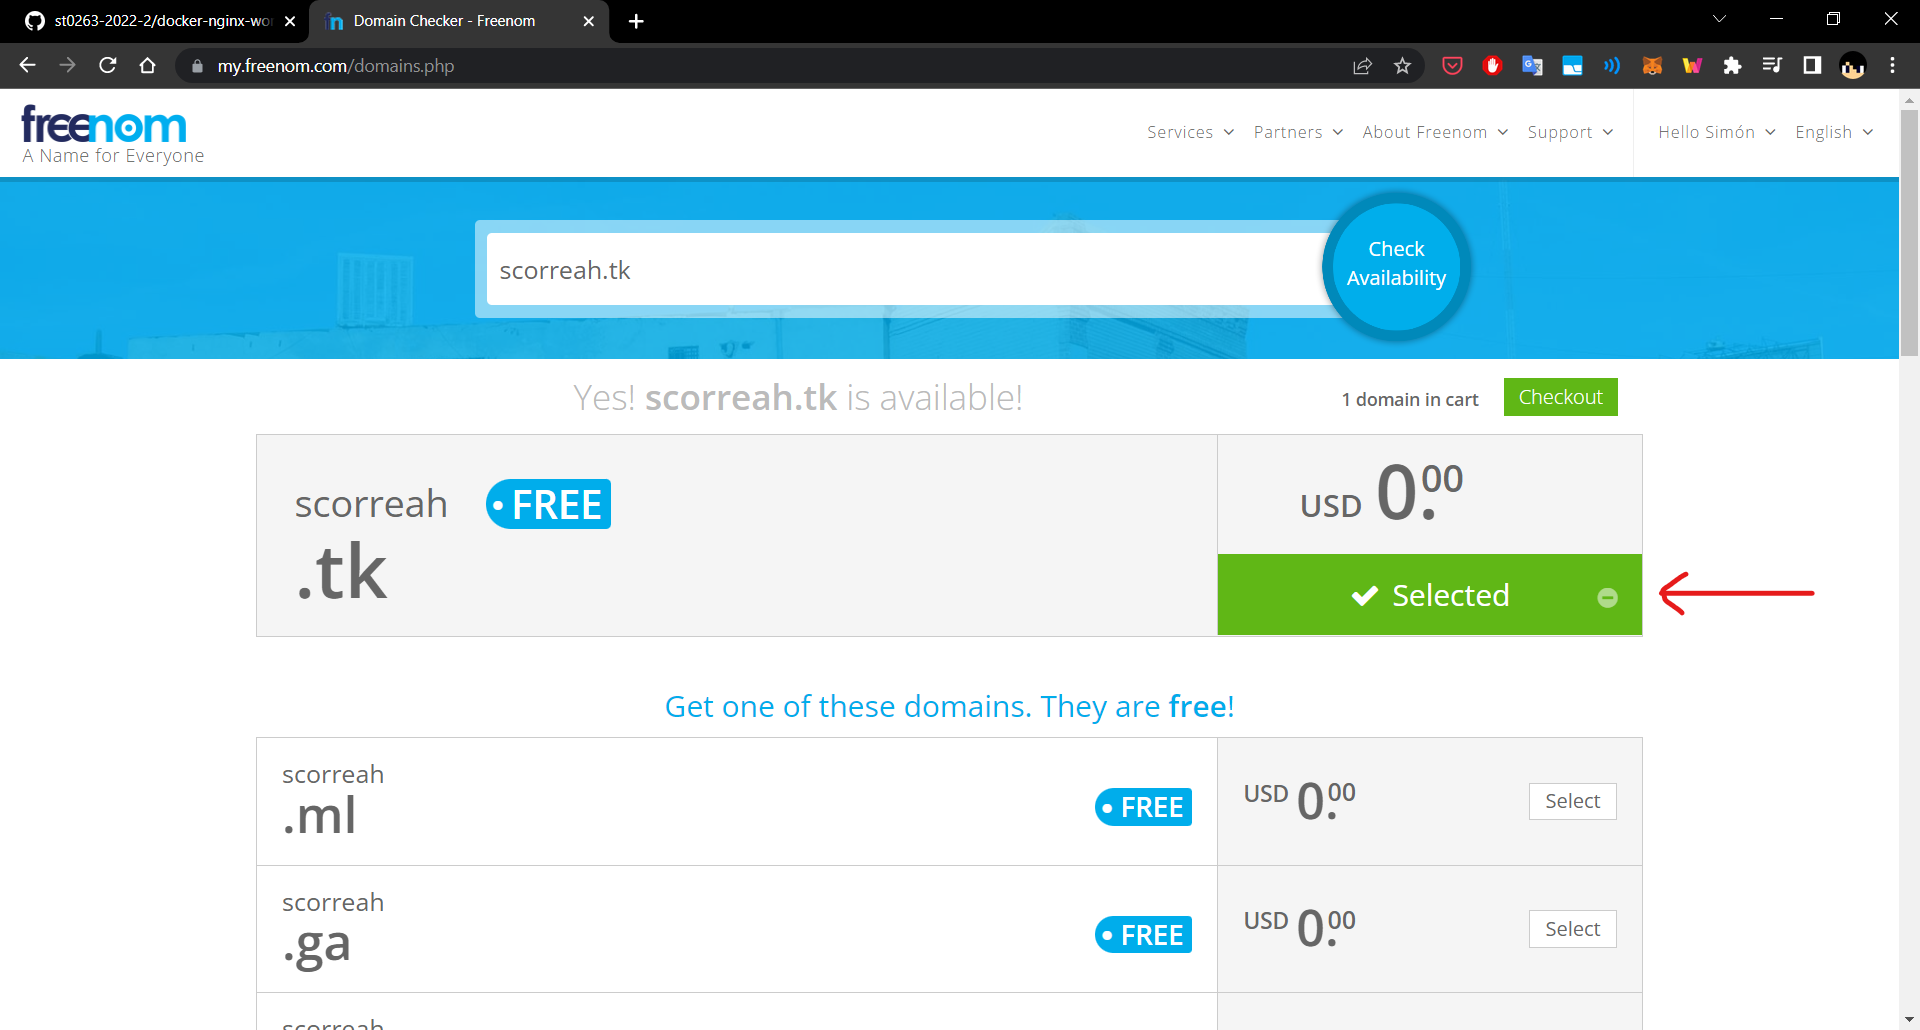 st0263-2022-2/docker-nginx-wor
Domain Checker - Freenom
my.freenom.com/domains.php
freenom
A Name for Everyone
Services
Partners
About Freenom
Support
Hello Simón
English
scorreah.tk
Check
Availability
Yes! scorreah.tk is available!
1 domain in cart
Checkout
scorreah
FREE
.tk
USD 0.00
Selected
Get one of these domains. They are free!
scorreah
.ml
FREE
USD 0.00
Select
scorreah
.ga
FREE
USD 0.00
Select
scorreah